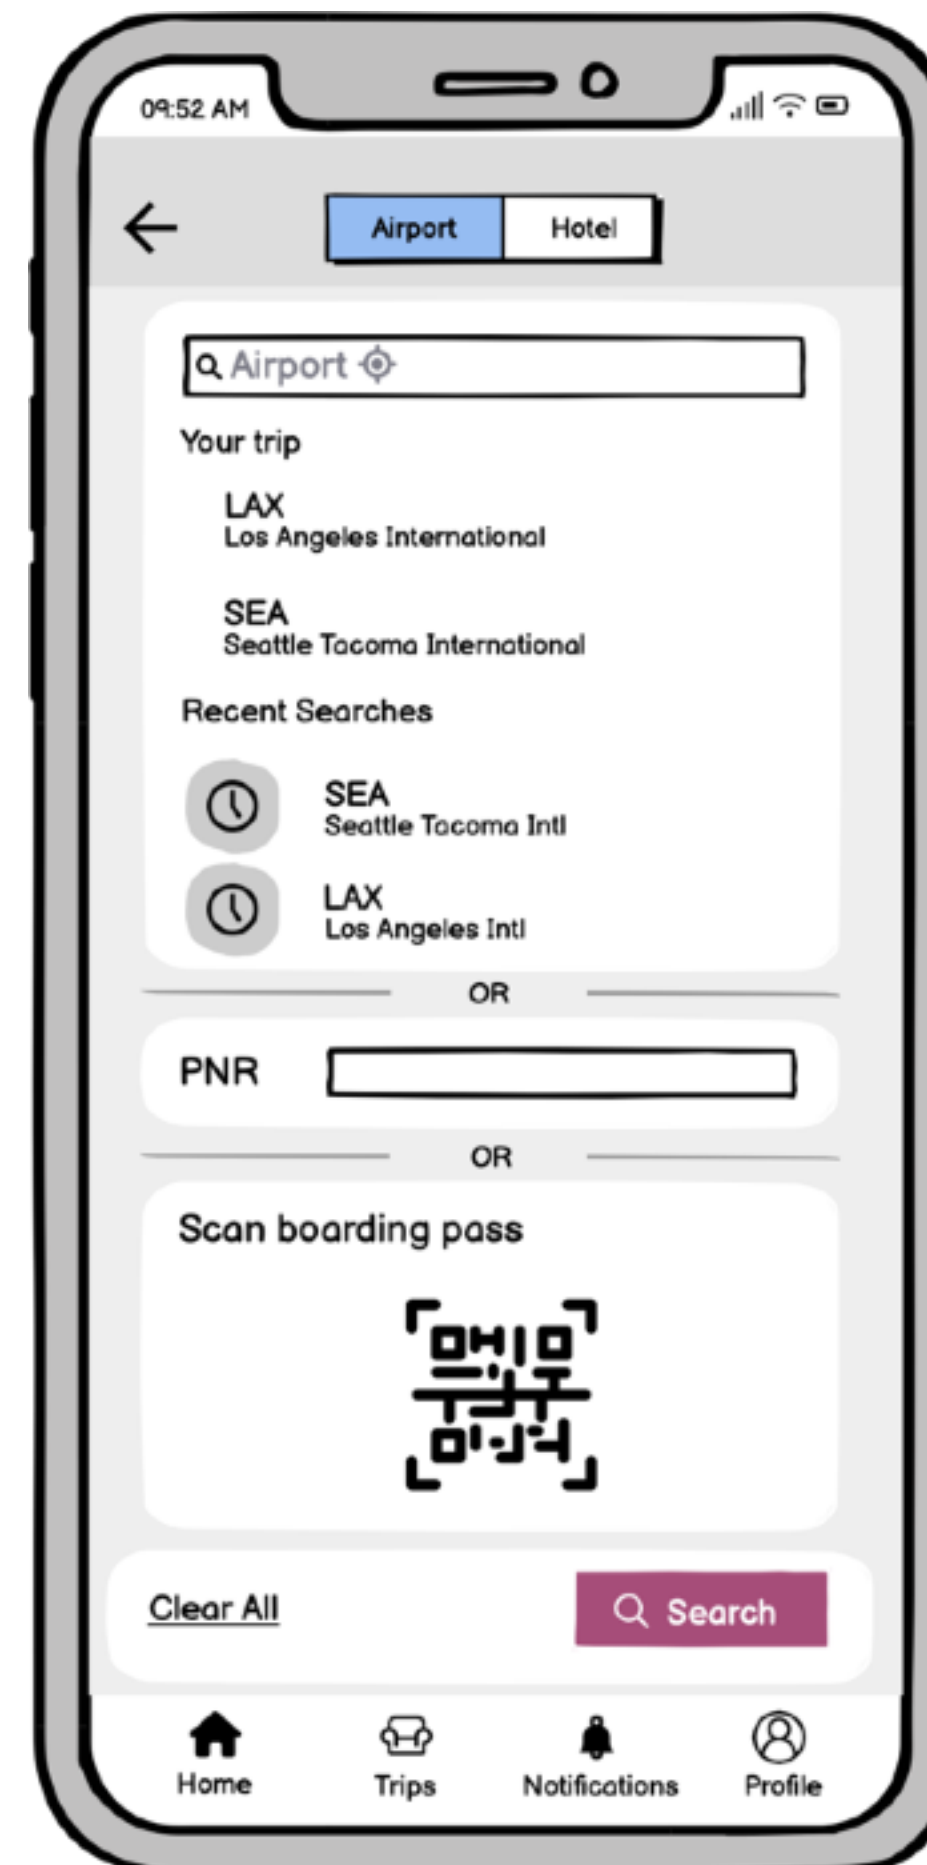 09:52 AM
Airport Hotel
Airport
Your trip
LAX
Los Angeles International
SEA
Seattle Tacoma International
Recent Searches
SEA
Seattle Tacoma Intl
LAX
Los Angeles Intl
OR
PNR
OR
Scan boarding pass
Clear All Search
Home Trips Notifications Profile